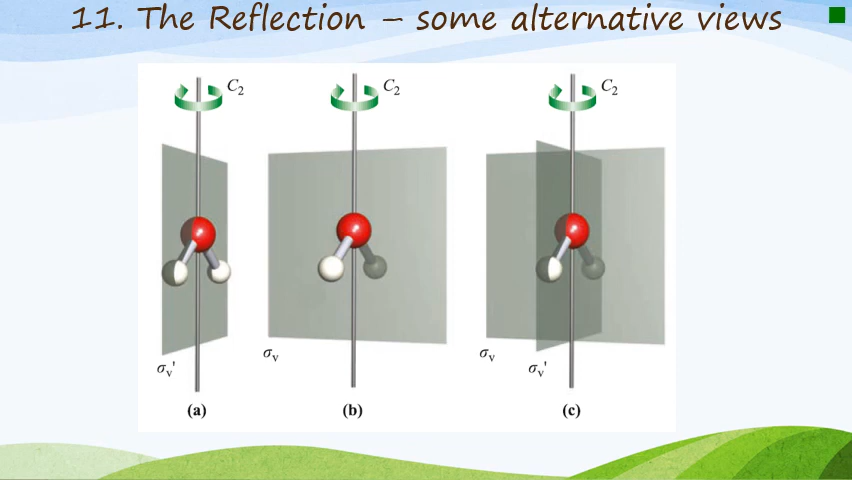 11. The Reflection – some alternative views
C₂ C₂ C₂
σᵥ' σᵥ σᵥ σᵥ'
(a) (b) (c)